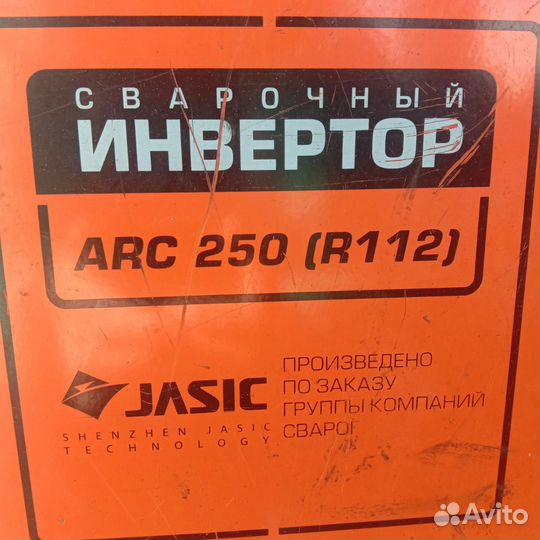 СВАРОЧНЫЙ
ИНВЕРТОР
ARC 250 (R112)
JASIC
SHENZHEN JASIC
TECHNOLOGY
ПРОИЗВЕДЕНО
ПО ЗАКАЗУ
ГРУППЫ КОМПАНИЙ
СВАРОГ
Avito